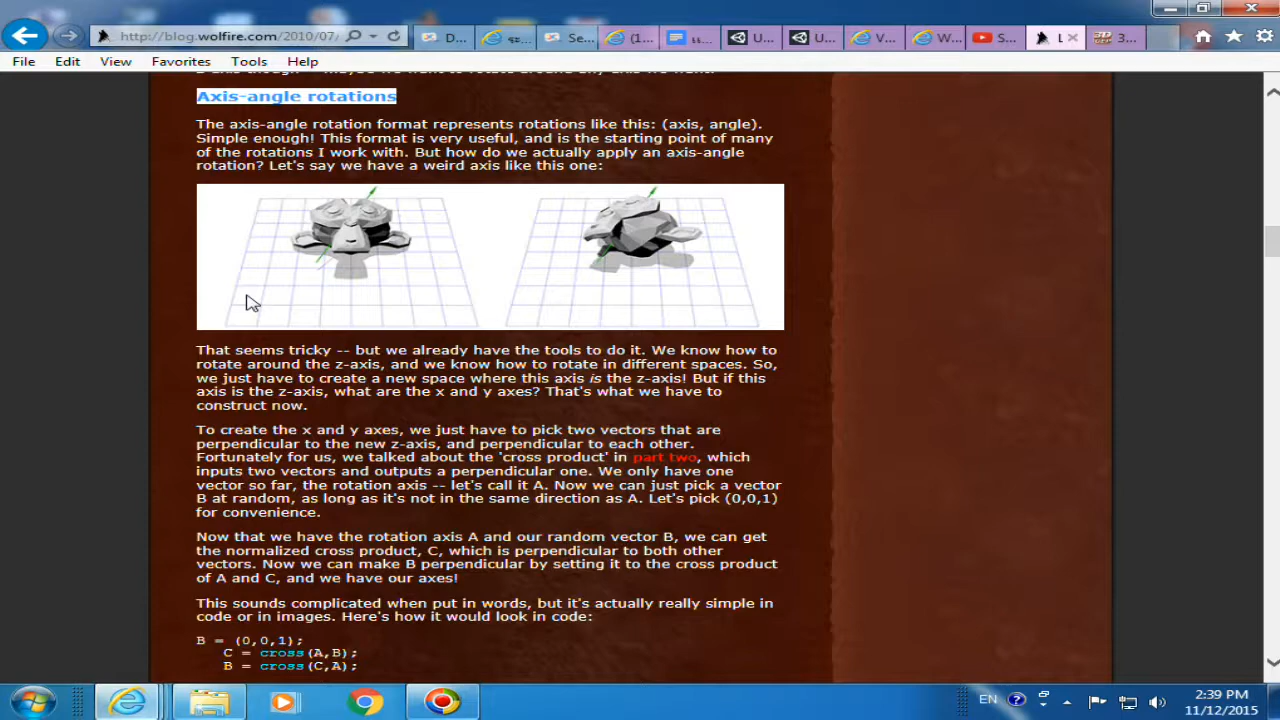 http://blog.wolfire.com/2010/07/
D...
Se...
(1...
U...
U...
V...
W...
S...
L
3...
File Edit View Favorites Tools Help
Axis-angle rotations
The axis-angle rotation format represents rotations like this: (axis, angle).
Simple enough! This format is very useful, and is the starting point of many
of the rotations I work with. But how do we actually apply an axis-angle
rotation? Let's say we have a weird axis like this one:
That seems tricky -- but we already have the tools to do it. We know how to
rotate around the z-axis, and we know how to rotate in different spaces. So,
we just have to create a new space where this axis is the z-axis! But if this
axis is the z-axis, what are the x and y axes? That's what we have to
construct now.
To create the x and y axes, we just have to pick two vectors that are
perpendicular to the new z-axis, and perpendicular to each other.
Fortunately for us, we talked about the 'cross product' in part two, which
inputs two vectors and outputs a perpendicular one. We only have one
vector so far, the rotation axis -- let's call it A. Now we can just pick a vector
B at random, as long as it's not in the same direction as A. Let's pick (0,0,1)
for convenience.
Now that we have the rotation axis A and our random vector B, we can get
the normalized cross product, C, which is perpendicular to both other
vectors. Now we can make B perpendicular by setting it to the cross product
of A and C, and we have our axes!
This sounds complicated when put in words, but it's actually really simple in
code or in images. Here's how it would look in code:
B = (0,0,1);
C = cross(A,B);
B = cross(C,A);
EN
2:39 PM
11/12/2015